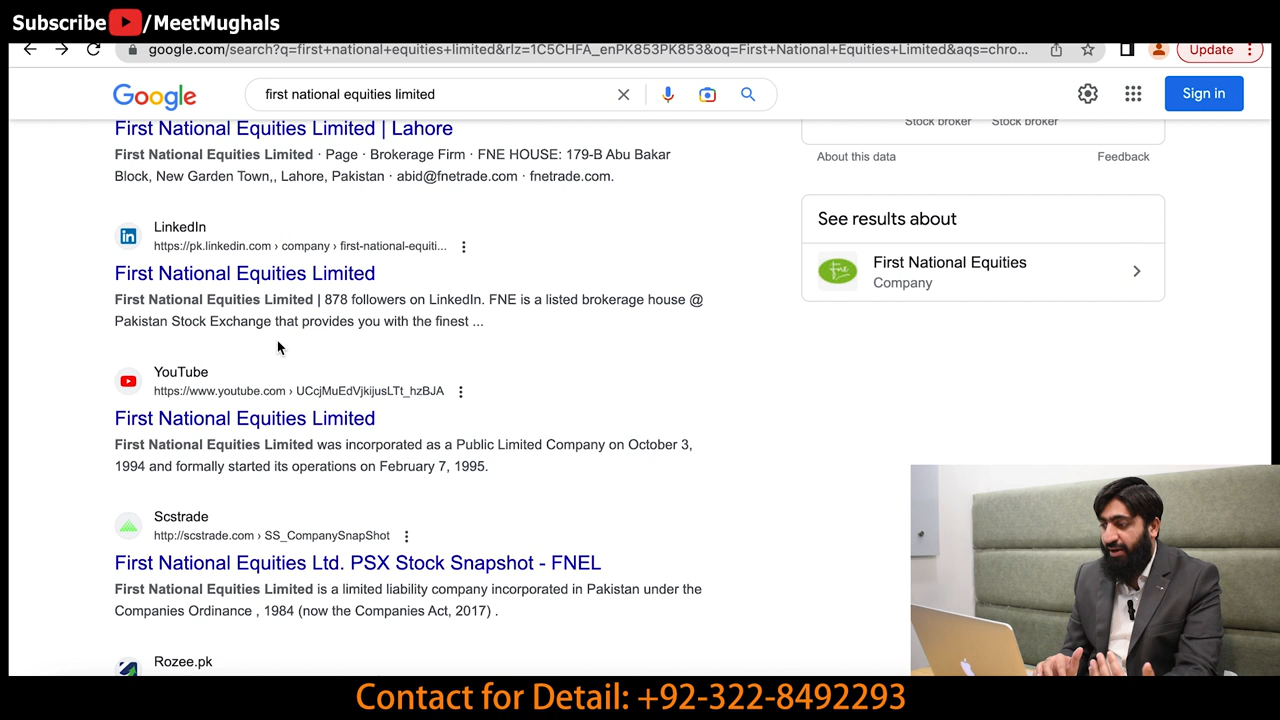 Subscribe /MeetMughals
google.com/search?q=first+national+equities+limited&rlz=1C5CHFA_enPK853PK853&oq=First+National+Equities+Limited&aqs=chro...
Update
Google
first national equities limited
Sign in
First National Equities Limited | Lahore
First National Equities Limited · Page · Brokerage Firm · FNE HOUSE: 179-B Abu Bakar
Block, New Garden Town,, Lahore, Pakistan · abid@fnetrade.com · fnetrade.com.
LinkedIn
https://pk.linkedin.com › company › first-national-equiti...
First National Equities Limited
First National Equities Limited | 878 followers on LinkedIn. FNE is a listed brokerage house @
Pakistan Stock Exchange that provides you with the finest ...
YouTube
https://www.youtube.com › UCcjMuEdVjkijusLTt_hzBJA
First National Equities Limited
First National Equities Limited was incorporated as a Public Limited Company on October 3,
1994 and formally started its operations on February 7, 1995.
Scstrade
http://scstrade.com › SS_CompanySnapShot
First National Equities Ltd. PSX Stock Snapshot - FNEL
First National Equities Limited is a limited liability company incorporated in Pakistan under the
Companies Ordinance , 1984 (now the Companies Act, 2017) .
Rozee.pk
Stock broker Stock broker
About this data Feedback
See results about
fne
First National Equities
Company
Contact for Detail: +92-322-8492293